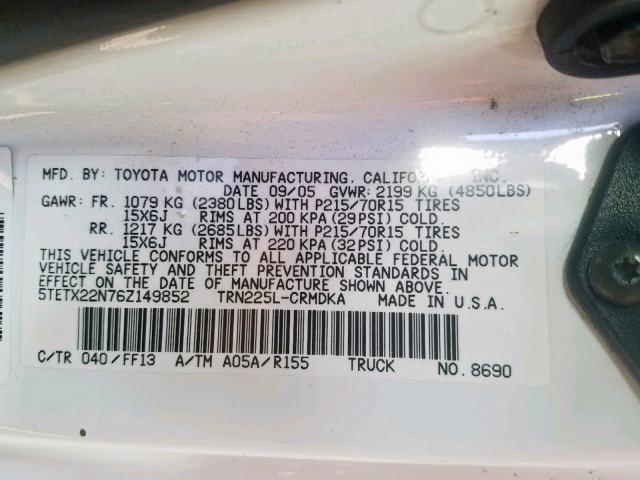 MFD. BY: TOYOTA MOTOR MANUFACTURING, INC.
DATE 09/05 GVWR: 2199 KG (4850LBS)
GAWR: FR. 1079 KG (2380LBS) WITH P215/70R15 TIRES
15X6J RIMS AT 200 KPA (29PSI) COLD.
RR. 1217 KG (2685LBS) WITH P215/70R15 TIRES
15X6J RIMS AT 220 KPA (32PSI) COLD.
THIS VEHICLE CONFORMS TO ALL APPLICABLE FEDERAL MOTOR
VEHICLE SAFETY AND THEFT PREVENTION STANDARDS IN
EFFECT ON THE DATE OF MANUFACTURE SHOWN ABOVE.
5TETX22N76Z149852 TRN225L-CRMDKA MADE IN U.S.A.
C/TR 040/FF13 A/TM A05A/R155 TRUCK NO. 8690